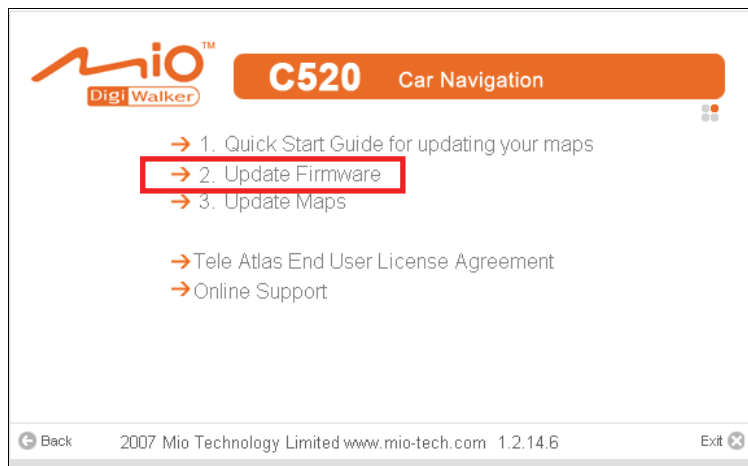 mio™
Digi Walker
C520 Car Navigation
1. Quick Start Guide for updating your maps
2. Update Firmware
3. Update Maps
Tele Atlas End User License Agreement
Online Support
Back 2007 Mio Technology Limited www.mio-tech.com 1.2.14.6 Exit